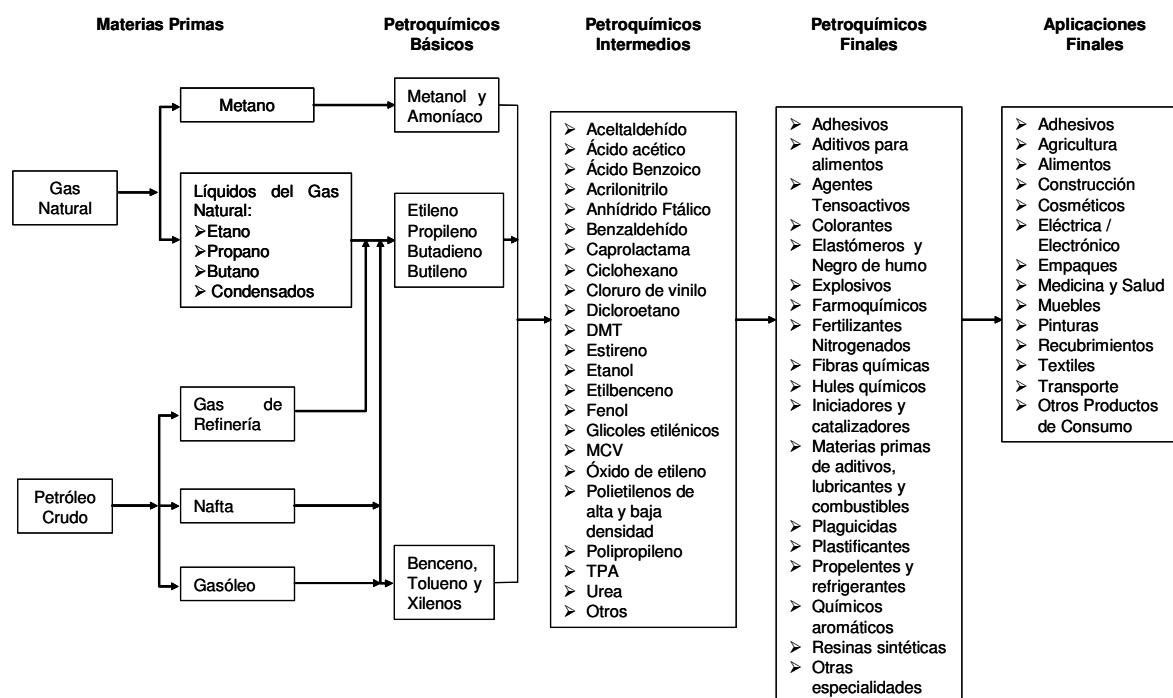 Materias Primas
Petroquímicos
Básicos
Petroquímicos
Intermedios
Petroquímicos
Finales
Aplicaciones
Finales
Gas
Natural
Metano
Líquidos del Gas
Natural:
➢Etano
➢Propano
➢Butano
➢ Condensados
Petróleo
Crudo
Gas de
Refinería
Nafta
Gasóleo
Metanol y
Amoníaco
Etileno
Propileno
Butadieno
Butileno
Benceno,
Tolueno y
Xilenos
➢ Aceltaldehído
➢ Ácido acético
➢ Ácido Benzoico
➢ Acrilonitrilo
➢ Anhídrido Ftálico
➢ Benzaldehído
➢ Caprolactama
➢ Ciclohexano
➢ Cloruro de vinilo
➢ Dicloroetano
➢ DMT
➢ Estireno
➢ Etanol
➢ Etilbenceno
➢ Fenol
➢ Glicoles etilénicos
➢ MCV
➢ Óxido de etileno
➢ Polietilenos de
alta y baja
densidad
➢ Polipropileno
➢ TPA
➢ Urea
➢ Otros
➢ Adhesivos
➢ Aditivos para
alimentos
➢ Agentes
Tensoactivos
➢ Colorantes
➢ Elastómeros y
Negro de humo
➢ Explosivos
➢ Farmoquímicos
➢ Fertilizantes
Nitrogenados
➢ Fibras químicas
➢ Hules químicos
➢ Iniciadores y
catalizadores
➢ Materias primas
de aditivos,
lubricantes y
combustibles
➢ Plaguicidas
➢ Plastificantes
➢ Propelentes y
refrigerantes
➢ Químicos
aromáticos
➢ Resinas sintéticas
➢ Otras
especialidades
➢ Adhesivos
➢ Agricultura
➢ Alimentos
➢ Construcción
➢ Cosméticos
➢ Eléctrica /
Electrónico
➢ Empaques
➢ Medicina y Salud
➢ Muebles
➢ Pinturas
➢ Recubrimientos
➢ Textiles
➢ Transporte
➢ Otros Productos
de Consumo